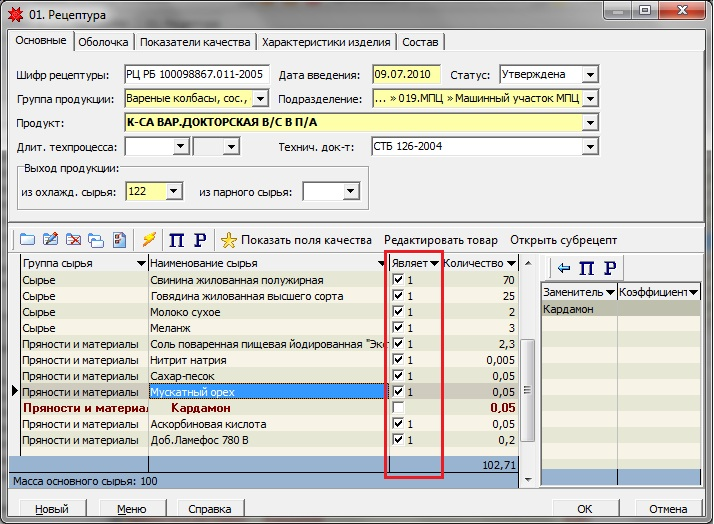 01. Рецептура
Основные Оболочка Показатели качества Характеристики изделия Состав
Шифр рецептуры: РЦ РБ 100098867.011-2005 Дата введения: 09.07.2010 Статус: Утверждена
Группа продукции: Вареные колбасы, сос., Подразделение: ... » 019.МПЦ » Машинный участок МПЦ
Продукт: К-СА ВАР.ДОКТОРСКАЯ В/С В П/А
Длит. техпроцесса: Технич. док-т: СТБ 126-2004
Выход продукции:
из охлажд. сырья: 122 из парного сырья:
П Р Показать поля качества Редактировать товар Открыть субрецепт
Группа сырья Наименование сырья Являет Количество
Сырье Свинина жилованная полужирная 1 70
Сырье Говядина жилованная высшего сорта 1 25
Сырье Молоко сухое 1 2
Сырье Меланж 1 3
Пряности и материалы Соль поваренная пищевая йодированная "Экс 1 2,3
Пряности и материалы Нитрит натрия 1 0,005
Пряности и материалы Сахар-песок 1 0,05
Пряности и материалы Мускатный орех 1 0,05
Пряности и материа Кардамон 0,05
Пряности и материалы Аскорбиновая кислота 1 0,05
Пряности и материалы Доб.Ламефос 780 В 1 0,2
102,71
Масса основного сырья: 100
П Р
Заменитель Коэффициент
Кардамон
Новый Меню Справка ОК Отмена